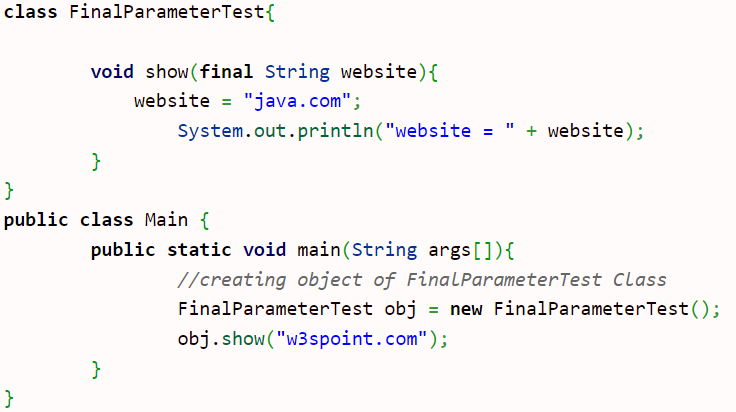 class FinalParameterTest{
void show(final String website){
website = "java.com";
System.out.println("website = " + website);
}
}
public class Main {
public static void main(String args[]){
//creating object of FinalParameterTest Class
FinalParameterTest obj = new FinalParameterTest();
obj.show("w3spoint.com");
}
}